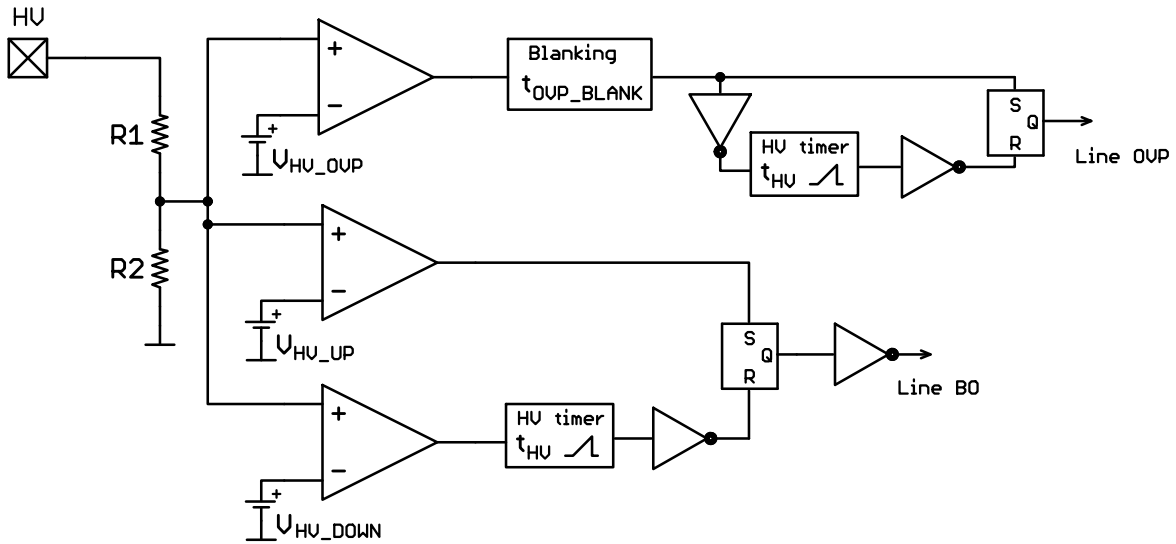 HV
R1
R2
+
−
+
VHV_OVP
Blanking
tOVP_BLANK
HV timer
tHV
S
Q
R
Line OVP
+
−
+
VHV_UP
S
Q
R
Line BO
+
−
+
VHV_DOWN
HV timer
tHV